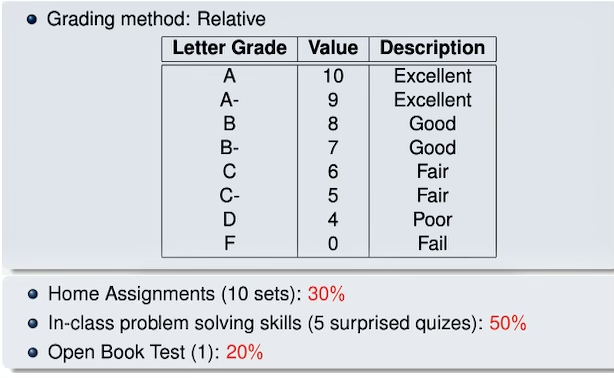 Grading method: Relative
Letter Grade Value Description
A 10 Excellent
A- 9 Excellent
B 8 Good
B- 7 Good
C 6 Fair
C- 5 Fair
D 4 Poor
F 0 Fail
Home Assignments (10 sets): 30%
In-class problem solving skills (5 surprised quizes): 50%
Open Book Test (1): 20%